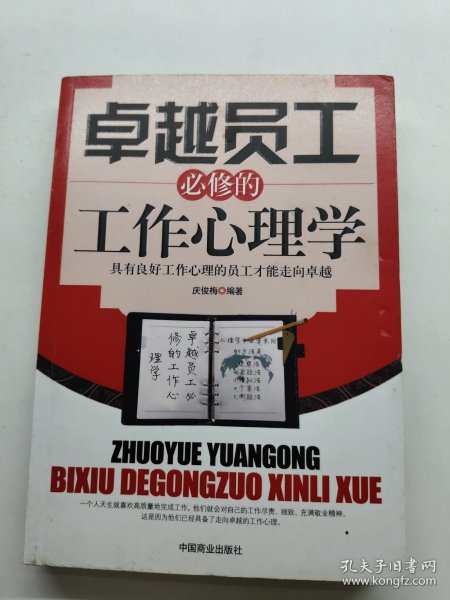 卓越员工
必修的
工作心理学
具有良好工作心理的员工才能走向卓越
庆俊梅 编著
卓越员工必
修的工作心
理学
ZHUOYUE YUANGONG
BIXIU DEGONGZUO XINLI XUE
一个人天生就喜欢高质量地完成工作，他们就会对自己的工作尽责、细致、充满敬业精神。
这是因为他们已经具备了走向卓越的工作心理。
中国商业出版社
孔夫子旧书网
www.kongfz.com